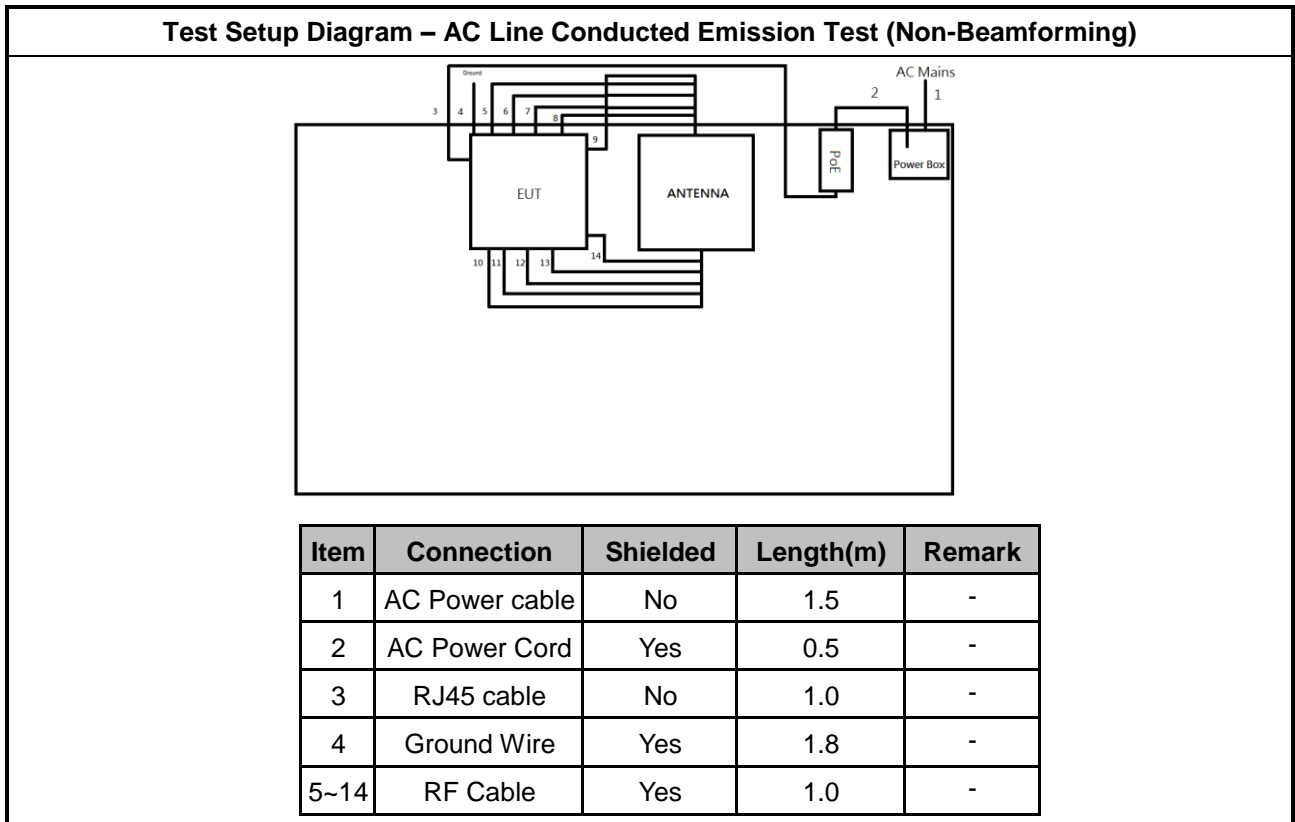 Test Setup Diagram – AC Line Conducted Emission Test (Non-Beamforming)
Ground
AC Mains
3 4 5 6 7 8 9 2 1
EUT
ANTENNA
PoE
Power Box
10 11 12 13 14
Item Connection Shielded Length(m) Remark
1 AC Power cable No 1.5 -
2 AC Power Cord Yes 0.5 -
3 RJ45 cable No 1.0 -
4 Ground Wire Yes 1.8 -
5~14 RF Cable Yes 1.0 -